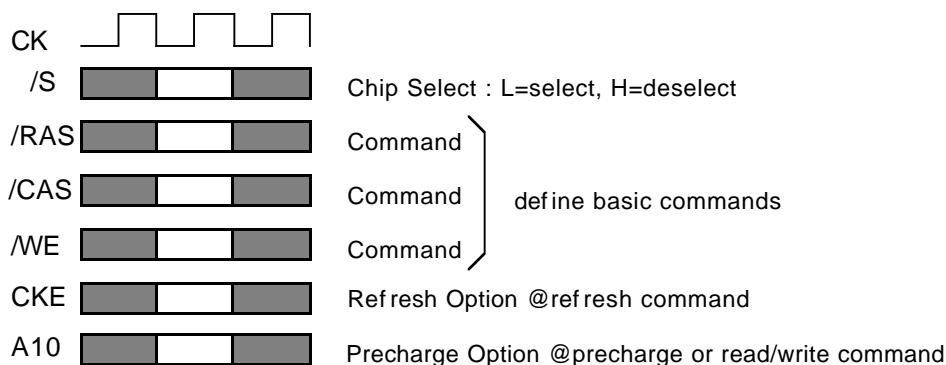 CK
/S Chip Select : L=select, H=deselect
/RAS Command
/CAS Command define basic commands
/WE Command
CKE Refresh Option @refresh command
A10 Precharge Option @precharge or read/write command